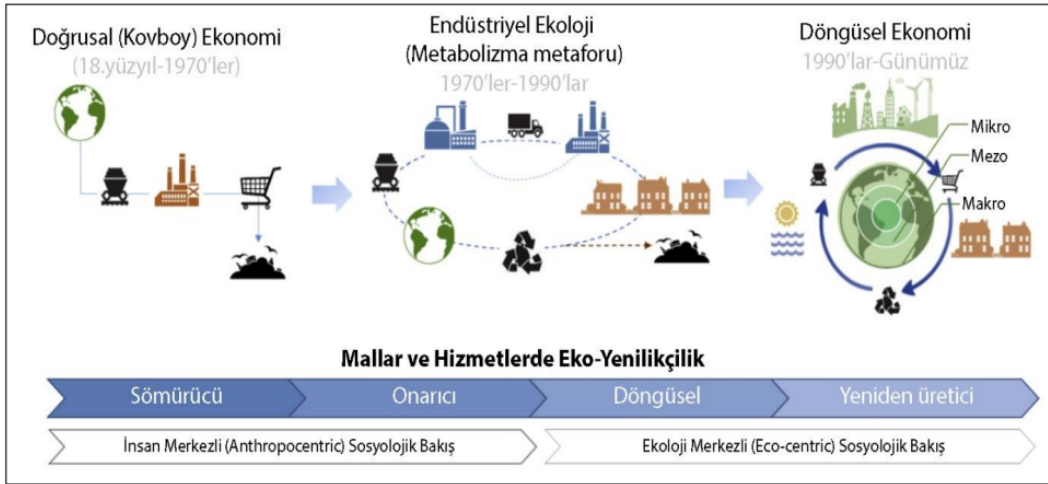 Doğrusal (Kovboy) Ekonomi
(18.yüzyıl-1970'ler)
Endüstriyel Ekoloji
(Metabolizma metaforu)
1970'ler-1990'lar
Döngüsel Ekonomi
1990'lar-Günümüz
Mikro
Mezo
Makro
Mallar ve Hizmetlerde Eko-Yenilikçilik
Sömürücü
Onarıcı
Döngüsel
Yeniden üretici
İnsan Merkezli (Anthropocentric) Sosyolojik Bakış
Ekoloji Merkezli (Eco-centric) Sosyolojik Bakış